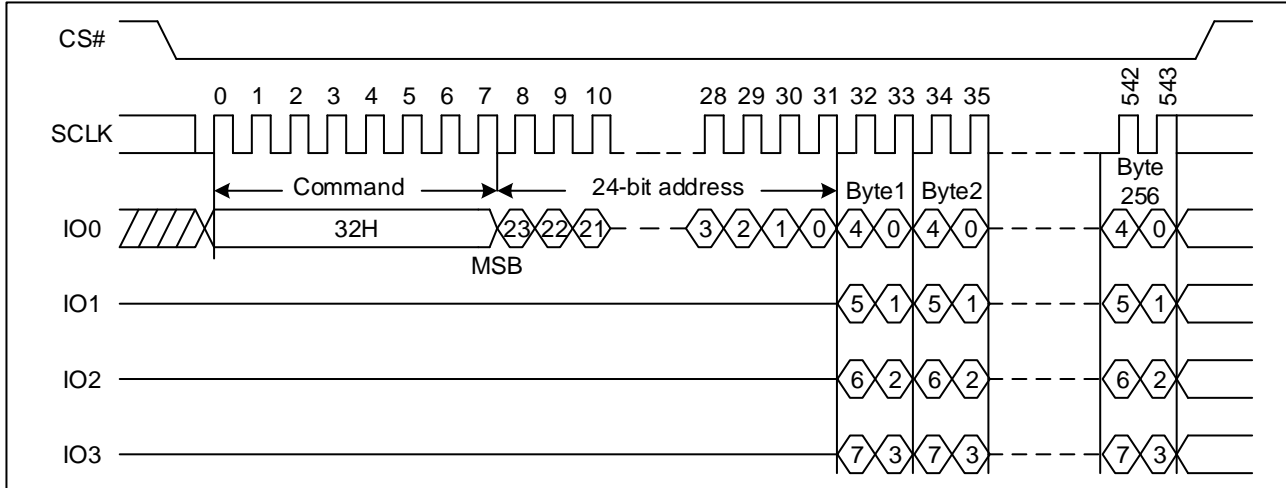 CS#
0 1 2 3 4 5 6 7 8 9 10 28 29 30 31 32 33 34 35 542 543
SCLK
Command 24-bit address Byte1 Byte2 Byte
256
IO0 32H 23 22 21 3 2 1 0 4 0 4 0 4 0
MSB
IO1 5 1 5 1 5 1
IO2 6 2 6 2 6 2
IO3 7 3 7 3 7 3